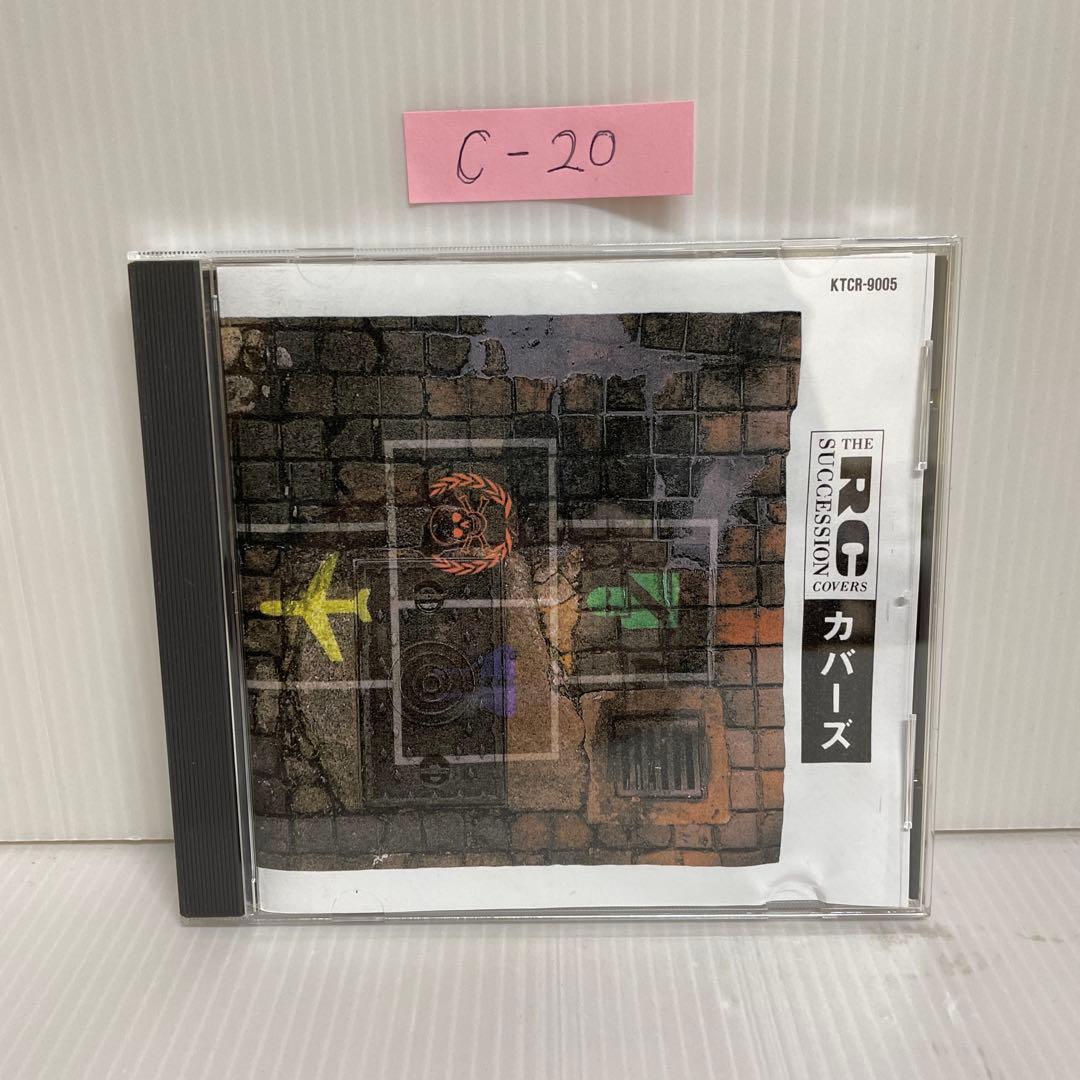 C-20
KTCR-9005
THE
RC
SUCCESSION
COVERS
カバーズ